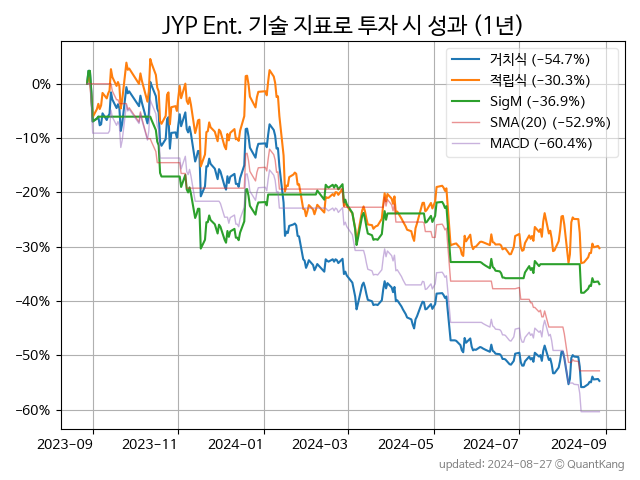 JYP Ent. 기술 지표로 투자 시 성과 (1년)
거치식 (−54.7%)
적립식 (−30.3%)
SigM (−36.9%)
SMA(20) (−52.9%)
MACD (−60.4%)
0%
−10%
−20%
−30%
−40%
−50%
−60%
2023-09 2023-11 2024-01 2024-03 2024-05 2024-07 2024-09
updated: 2024-08-27 © QuantKang